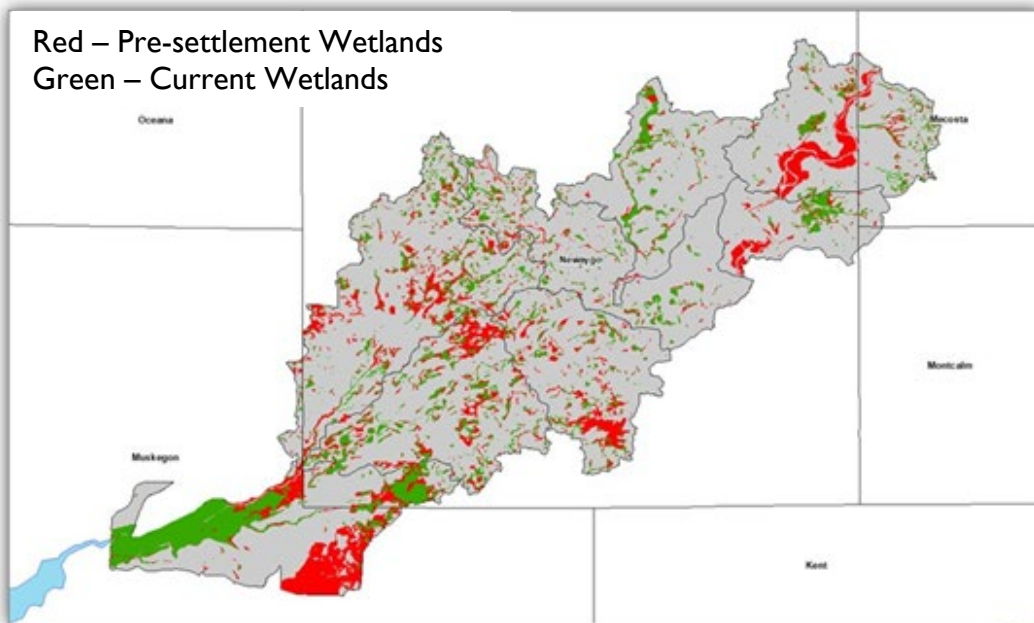 Red – Pre-settlement Wetlands
Green – Current Wetlands
Oceana
Mecosta
Newaygo
Montcalm
Muskegon
Kent